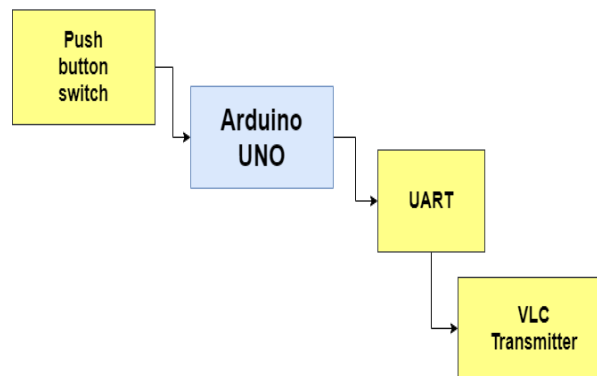 Push
button
switch
Arduino
UNO
UART
VLC
Transmitter